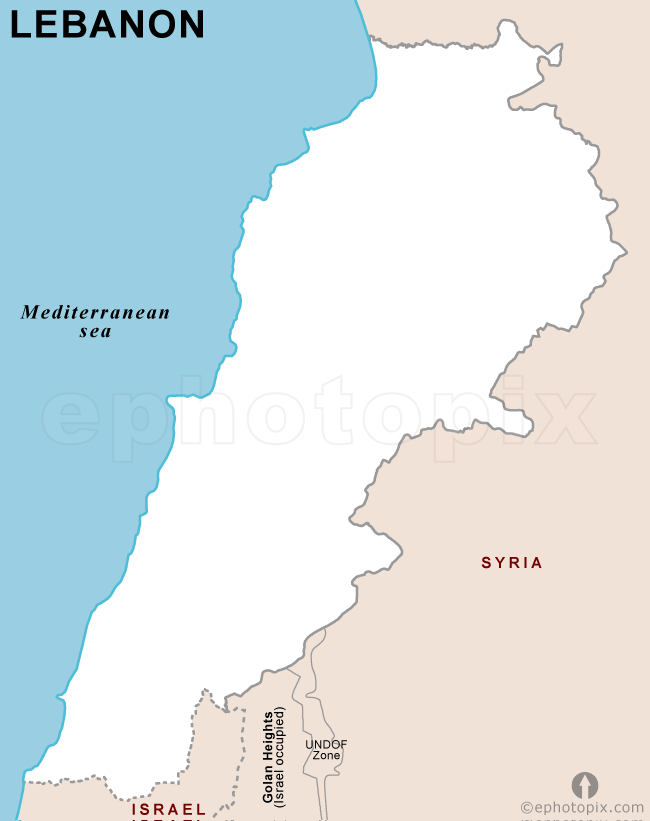 LEBANON
Mediterranean
sea
ephotopix
SYRIA
Golan Heights
(Israel occupied)
UNDOF
Zone
ISRAEL
©ephotopix.com